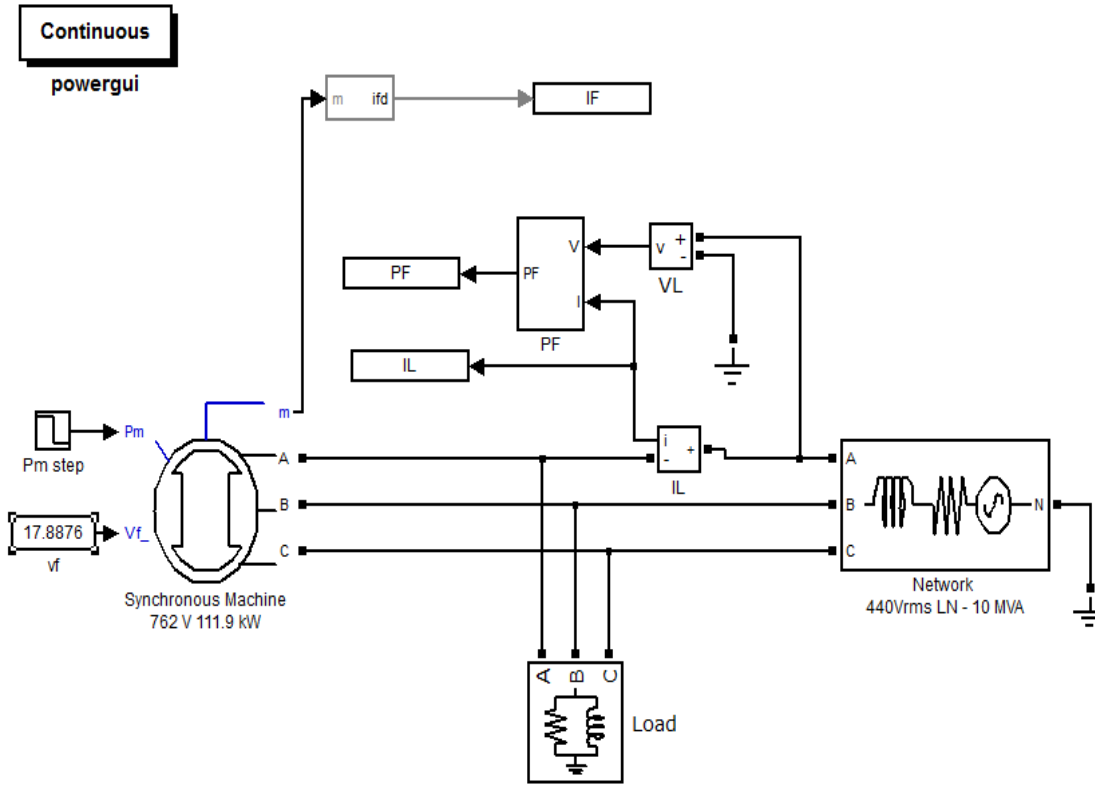 Continuous
powergui
m
ifd
IF
V
I
PF
PF
PF
v
+
-
VL
IL
m
Pm
Pm step
17.8876
vf
Vf_
A
B
C
Synchronous Machine
762 V 111.9 kW
i
-
+
IL
A
B
C
N
Network
440Vrms LN - 10 MVA
A
B
C
Load